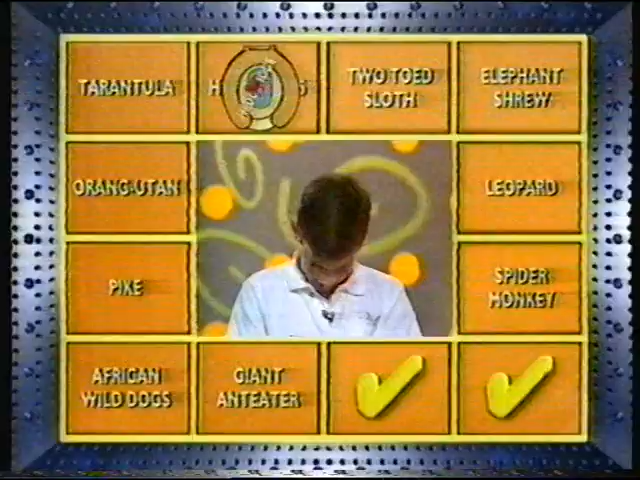 TARANTULA
TWO TOED
SLOTH
ELEPHANT
SHREW
ORANG-UTAN
LEOPARD
PIKE
SPIDER
MONKEY
AFRICAN
WILD DOGS
GIANT
ANTEATER